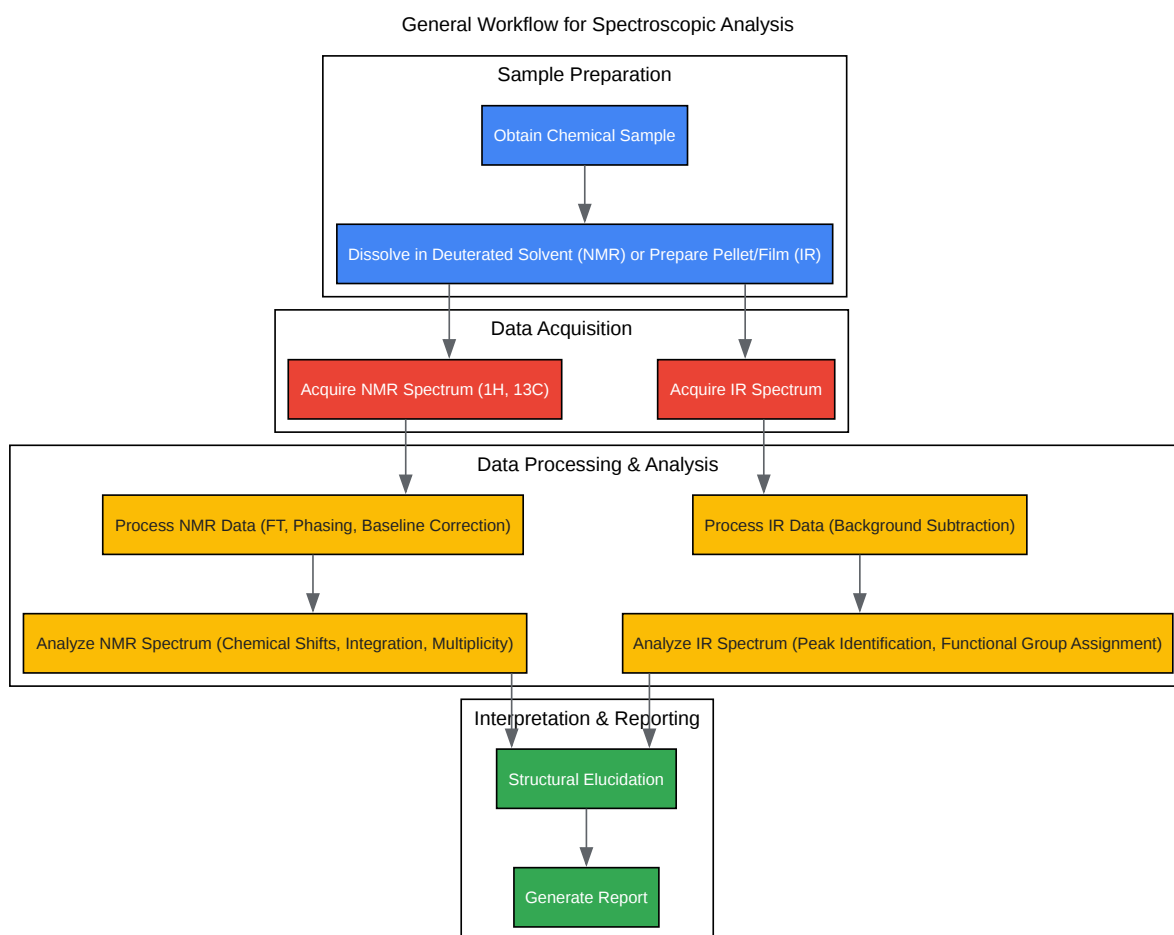 General Workflow for Spectroscopic Analysis
Sample Preparation
Obtain Chemical Sample
Dissolve in Deuterated Solvent (NMR) or Prepare Pellet/Film (IR)
Data Acquisition
Acquire NMR Spectrum (1H, 13C)
Acquire IR Spectrum
Data Processing & Analysis
Process NMR Data (FT, Phasing, Baseline Correction)
Process IR Data (Background Subtraction)
Analyze NMR Spectrum (Chemical Shifts, Integration, Multiplicity)
Analyze IR Spectrum (Peak Identification, Functional Group Assignment)
Interpretation & Reporting
Structural Elucidation
Generate Report